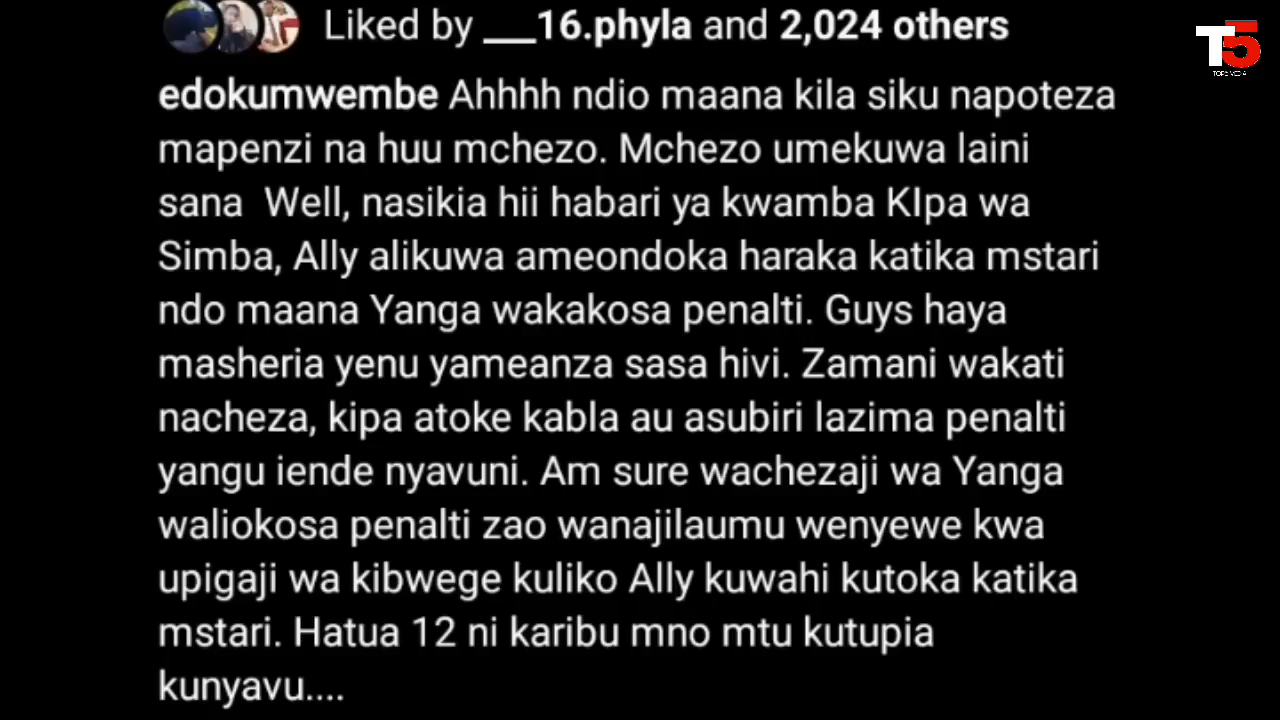 Liked by ___16.phyla and 2,024 others
T5
edokumwembe Ahhhh ndio maana kila siku napoteza
mapenzi na huu mchezo. Mchezo umekuwa laini
sana Well, nasikia hii habari ya kwamba KIpa wa
Simba, Ally alikuwa ameondoka haraka katika mstari
ndo maana Yanga wakakosa penalti. Guys haya
masheria yenu yameanza sasa hivi. Zamani wakati
nacheza, kipa atoke kabla au asubiri lazima penalti
yangu iende nyavuni. Am sure wachezaji wa Yanga
waliokosa penalti zao wanajilaumu wenyewe kwa
upigaji wa kibwege kuliko Ally kuwahi kutoka katika
mstari. Hatua 12 ni karibu mno mtu kutupia
kunyavu....